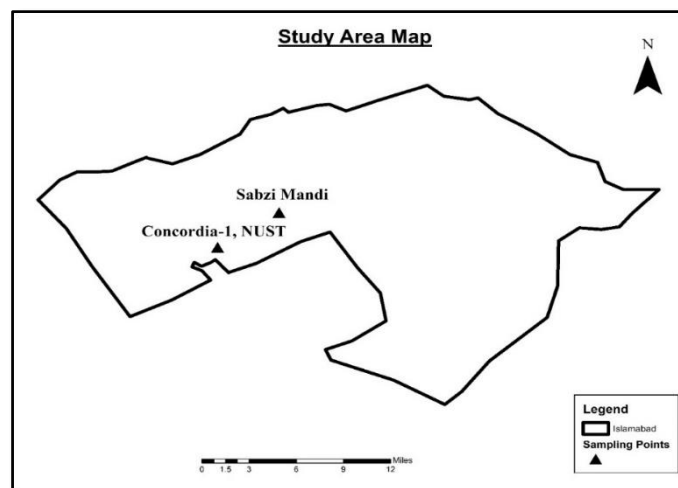 Study Area Map
N
Sabzi Mandi
Concordia-1, NUST
Legend
Islamabad
Sampling Points
Miles
0 1.5 3 6 9 12